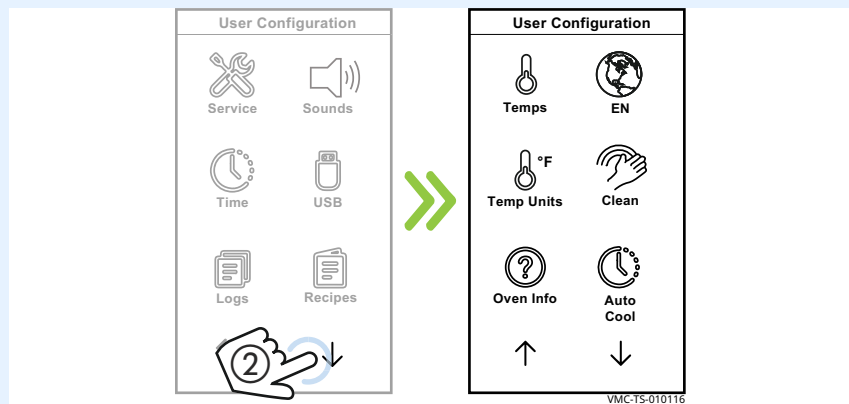 User Configuration
Service
Sounds
Time
USB
Logs
Recipes
2
User Configuration
Temps
EN
°F
Temp Units
Clean
?
Oven Info
Auto
Cool
VMC-TS-010116